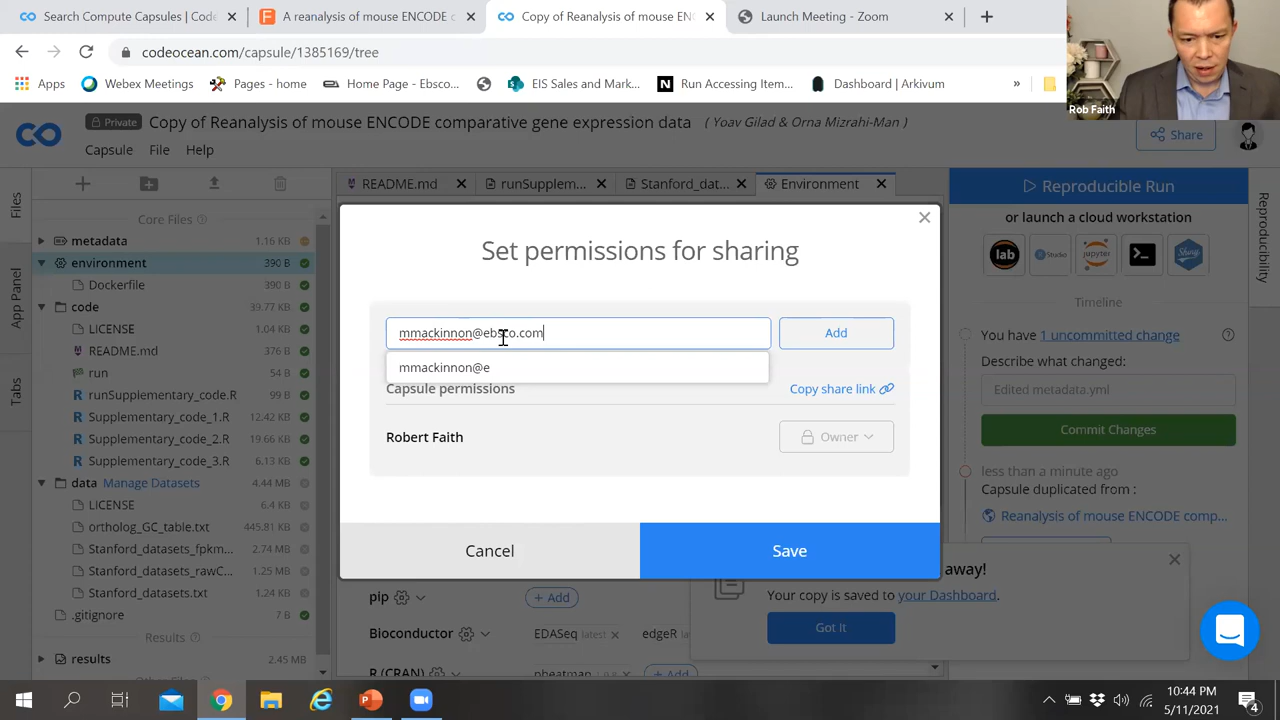 Search Compute Capsules | Code
A reanalysis of mouse ENCODE c
Copy of Reanalysis of mouse EN
Launch Meeting - Zoom
codeocean.com/capsule/1385169/tree
Apps
Webex Meetings
Pages - home
Home Page - Ebsco...
EIS Sales and Mark...
Run Accessing Item...
Dashboard | Arkivum
»
Rob Faith
Private
Copy of Reanalysis of mouse ENCODE comparative gene expression data
( Yoav Gilad & Orna Mizrahi-Man )
Capsule File Help
Share
Files
App Panel
Tabs
Core Files
metadata 1.16 KB
environment 390 B
Dockerfile 390 B
code 39.77 KB
LICENSE 1.04 KB
README.md 376 B
run 99 B
runSupplementary_code.R 99 B
Supplementary_code_1.R 12.42 KB
Supplementary_code_2.R 19.66 KB
Supplementary_code_3.R 6.13 KB
data Manage Datasets 4.44 MB
LICENSE 1.04 KB
ortholog_GC_table.txt 445.81 KB
Stanford_datasets_fpkm... 2.74 MB
Stanford_datasets_rawC... 1.25 MB
Stanford_datasets.txt 1.24 KB
.gitignore 7 B
Results
results 2.45 MB
README.md
runSupplem...
Stanford_dat...
Environment
Set permissions for sharing
mmackinnon@ebsco.com
Add
mmackinnon@e
Capsule permissions
Copy share link
Robert Faith
Owner
Cancel
Save
pip
+ Add
Bioconductor
EDASeq latest
edgeR
R (CRAN)
pheatmap
+ Add
Reproducible Run
or launch a cloud workstation
lab
RStudio
jupyter
Shiny
Reproducibility
Timeline
You have 1 uncommitted change
Describe what changed:
Edited metadata.yml
Commit Changes
less than a minute ago
Capsule duplicated from :
Reanalysis of mouse ENCODE comp...
away!
Your copy is saved to your Dashboard.
Got It
10:44 PM
5/11/2021
4